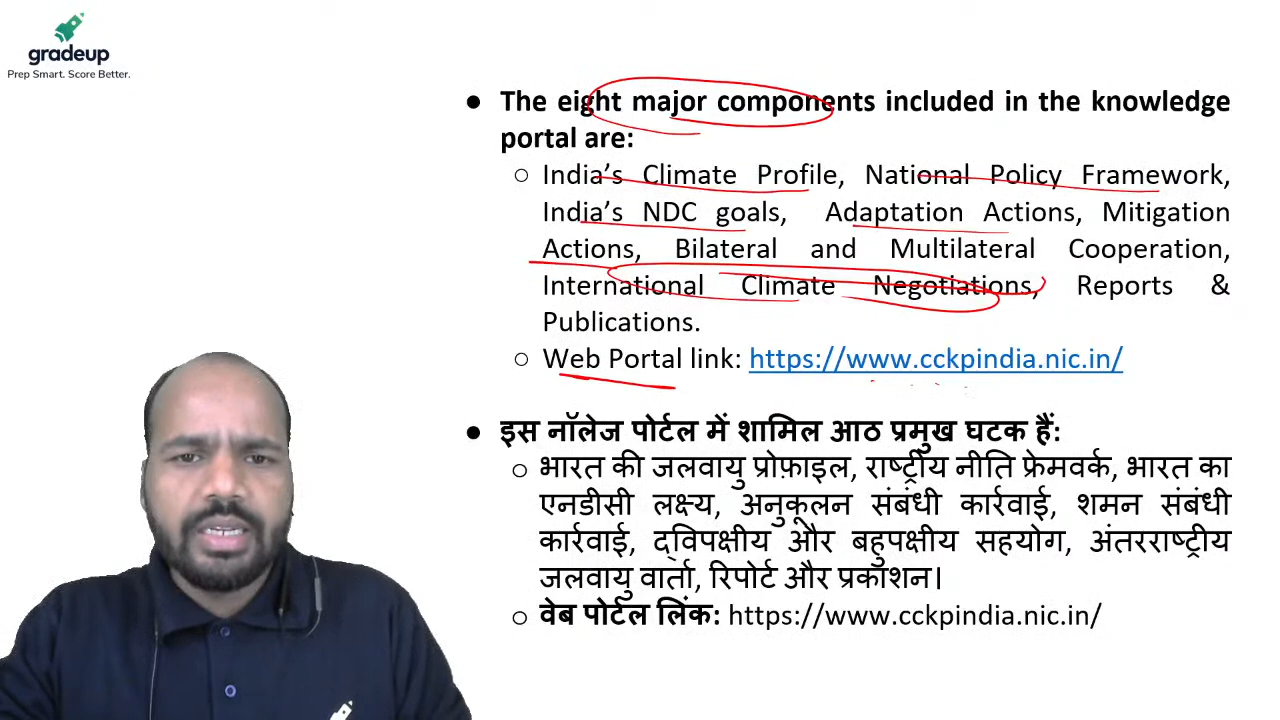 gradeup
Prep Smart. Score Better.
● The eight major components included in the knowledge
portal are:
○ India’s Climate Profile, National Policy Framework,
India’s NDC goals, Adaptation Actions, Mitigation
Actions, Bilateral and Multilateral Cooperation,
International Climate Negotiations, Reports &
Publications.
○ Web Portal link: https://www.cckpindia.nic.in/
● इस नॉलेज पोर्टल में शामिल आठ प्रमुख घटक हैं:
○ भारत की जलवायु प्रोफ़ाइल, राष्ट्रीय नीति फ्रेमवर्क, भारत का
एनडीसी लक्ष्य, अनुकूलन संबंधी कार्रवाई, शमन संबंधी
कार्रवाई, द्विपक्षीय और बहुपक्षीय सहयोग, अंतरराष्ट्रीय
जलवायु वार्ता, रिपोर्ट और प्रकाशन।
○ वेब पोर्टल लिंक: https://www.cckpindia.nic.in/